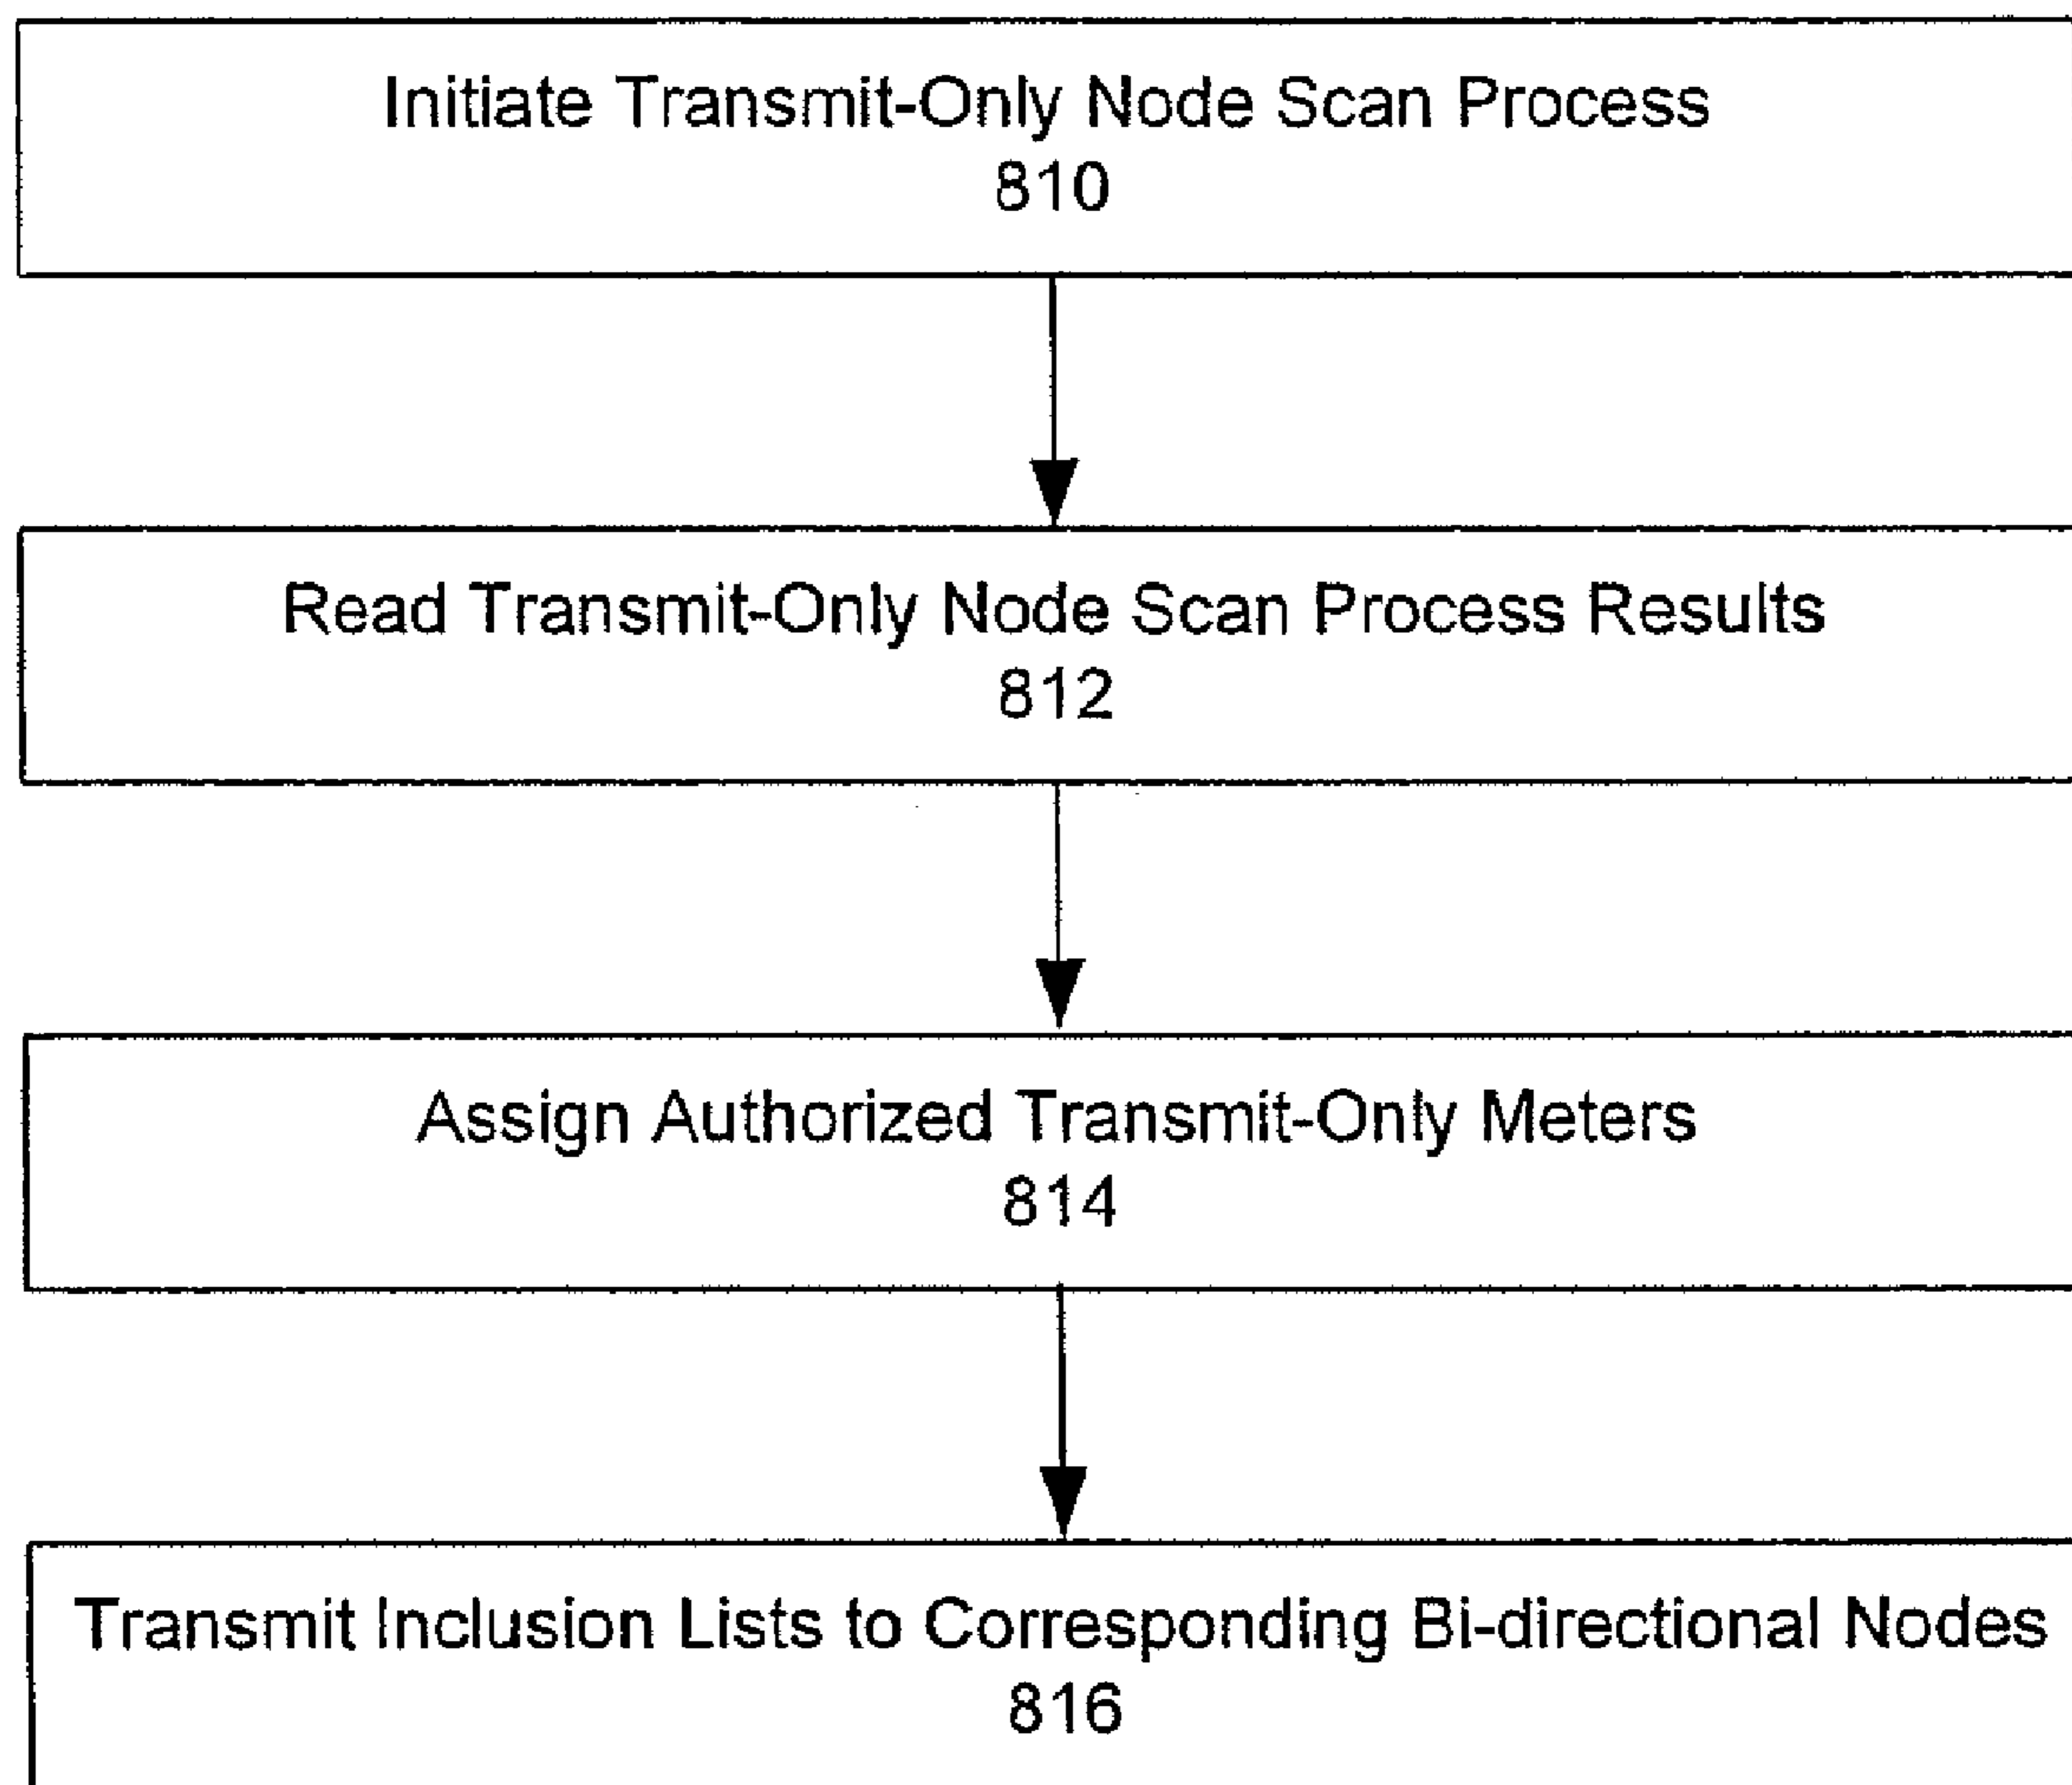 Initiate Transmit-Only Node Scan Process
810
Read Transmit-Only Node Scan Process Results
812
Assign Authorized Transmit-Only Meters
814
Transmit Inclusion Lists to Corresponding Bi-directional Nodes
816